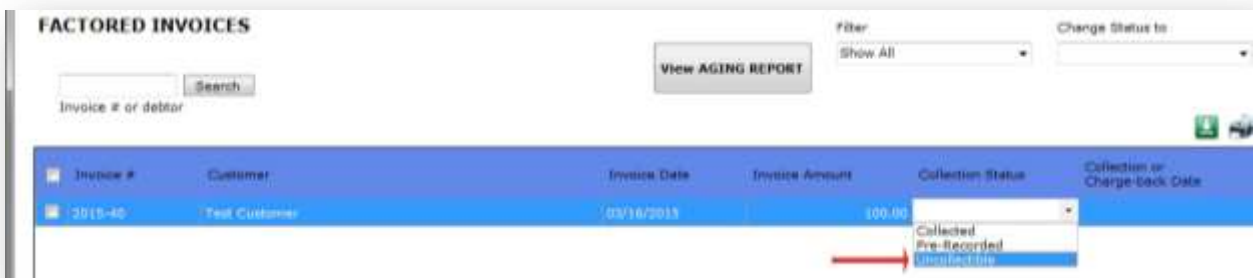 FACTORED INVOICES
Filter
Change Status to
Show All
View AGING REPORT
Search
Invoice # or debtor
Invoice #
Customer
Invoice Date
Invoice Amount
Collection Status
Collection or
Charge-back Date
2015-40
Test Customer
03/16/2015
100.00
Collected
Pre-Recorded
Uncollectible